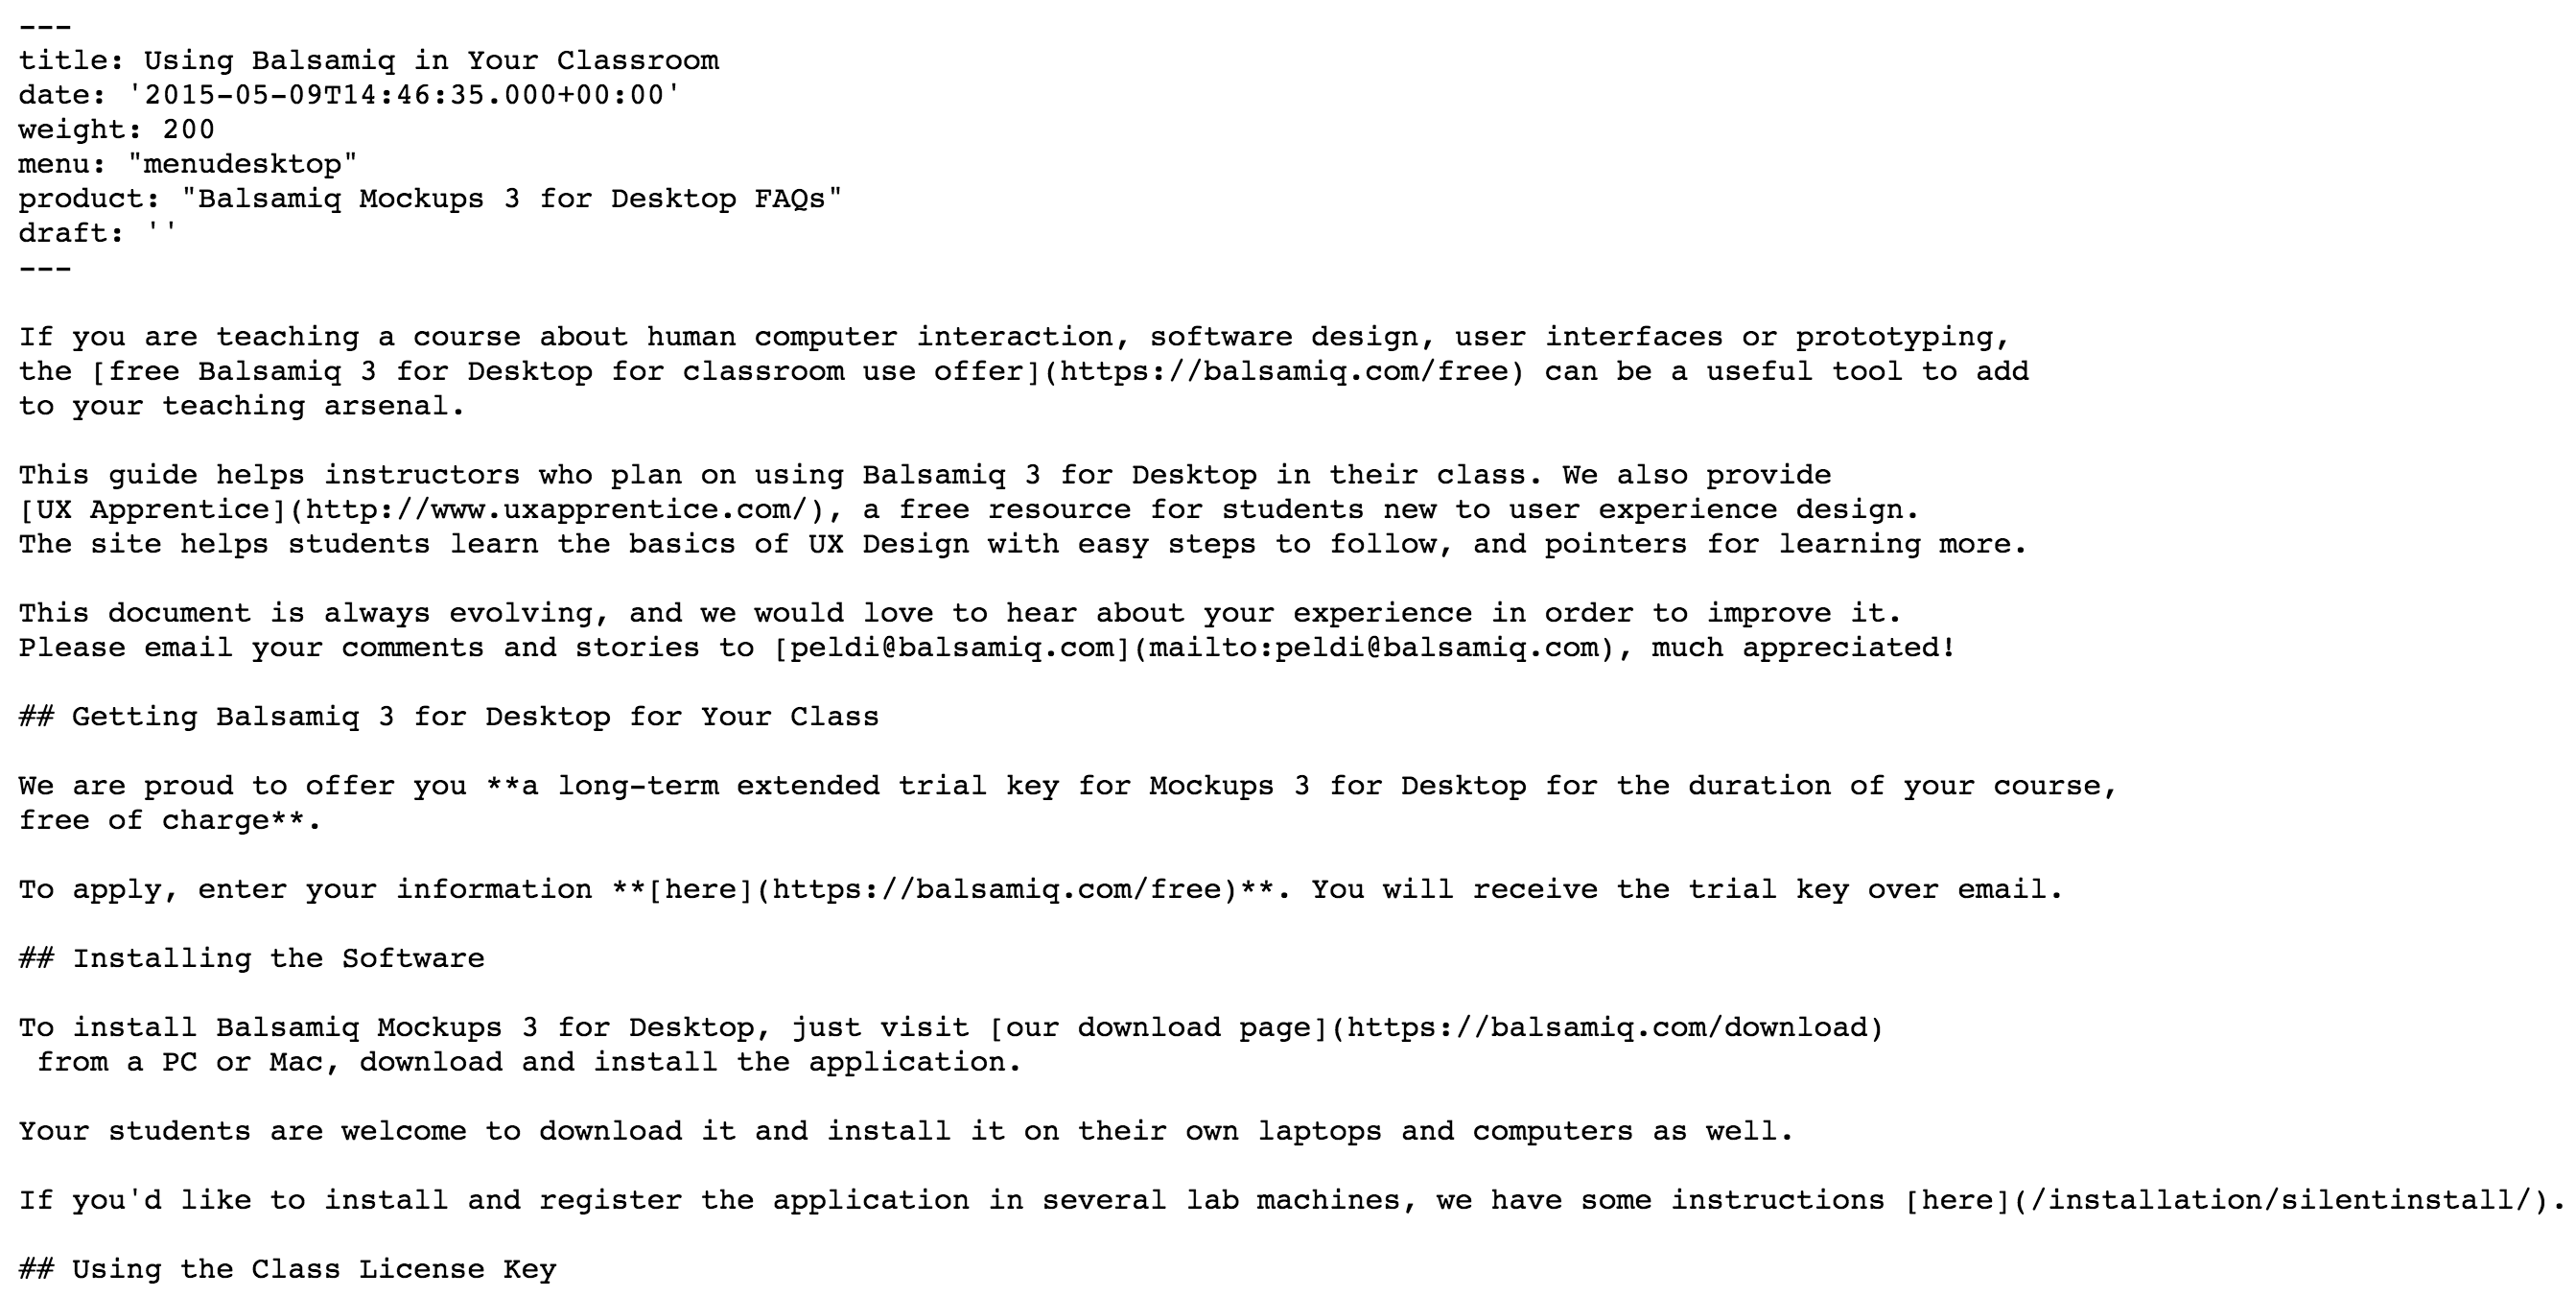 ---
title: Using Balsamiq in Your Classroom
date: '2015-05-09T14:46:35.000+00:00'
weight: 200
menu: "menudesktop"
product: "Balsamiq Mockups 3 for Desktop FAQs"
draft: ''
---

If you are teaching a course about human computer interaction, software design, user interfaces or prototyping,
the [free Balsamiq 3 for Desktop for classroom use offer](https://balsamiq.com/free) can be a useful tool to add
to your teaching arsenal.

This guide helps instructors who plan on using Balsamiq 3 for Desktop in their class. We also provide
[UX Apprentice](http://www.uxapprentice.com/), a free resource for students new to user experience design.
The site helps students learn the basics of UX Design with easy steps to follow, and pointers for learning more.

This document is always evolving, and we would love to hear about your experience in order to improve it.
Please email your comments and stories to [peldi@balsamiq.com](mailto:peldi@balsamiq.com), much appreciated!

## Getting Balsamiq 3 for Desktop for Your Class

We are proud to offer you **a long-term extended trial key for Mockups 3 for Desktop for the duration of your course,
free of charge**.

To apply, enter your information **[here](https://balsamiq.com/free)**. You will receive the trial key over email.

## Installing the Software

To install Balsamiq Mockups 3 for Desktop, just visit [our download page](https://balsamiq.com/download)
 from a PC or Mac, download and install the application.

Your students are welcome to download it and install it on their own laptops and computers as well.

If you'd like to install and register the application in several lab machines, we have some instructions [here](/installation/silentinstall/).

## Using the Class License Key